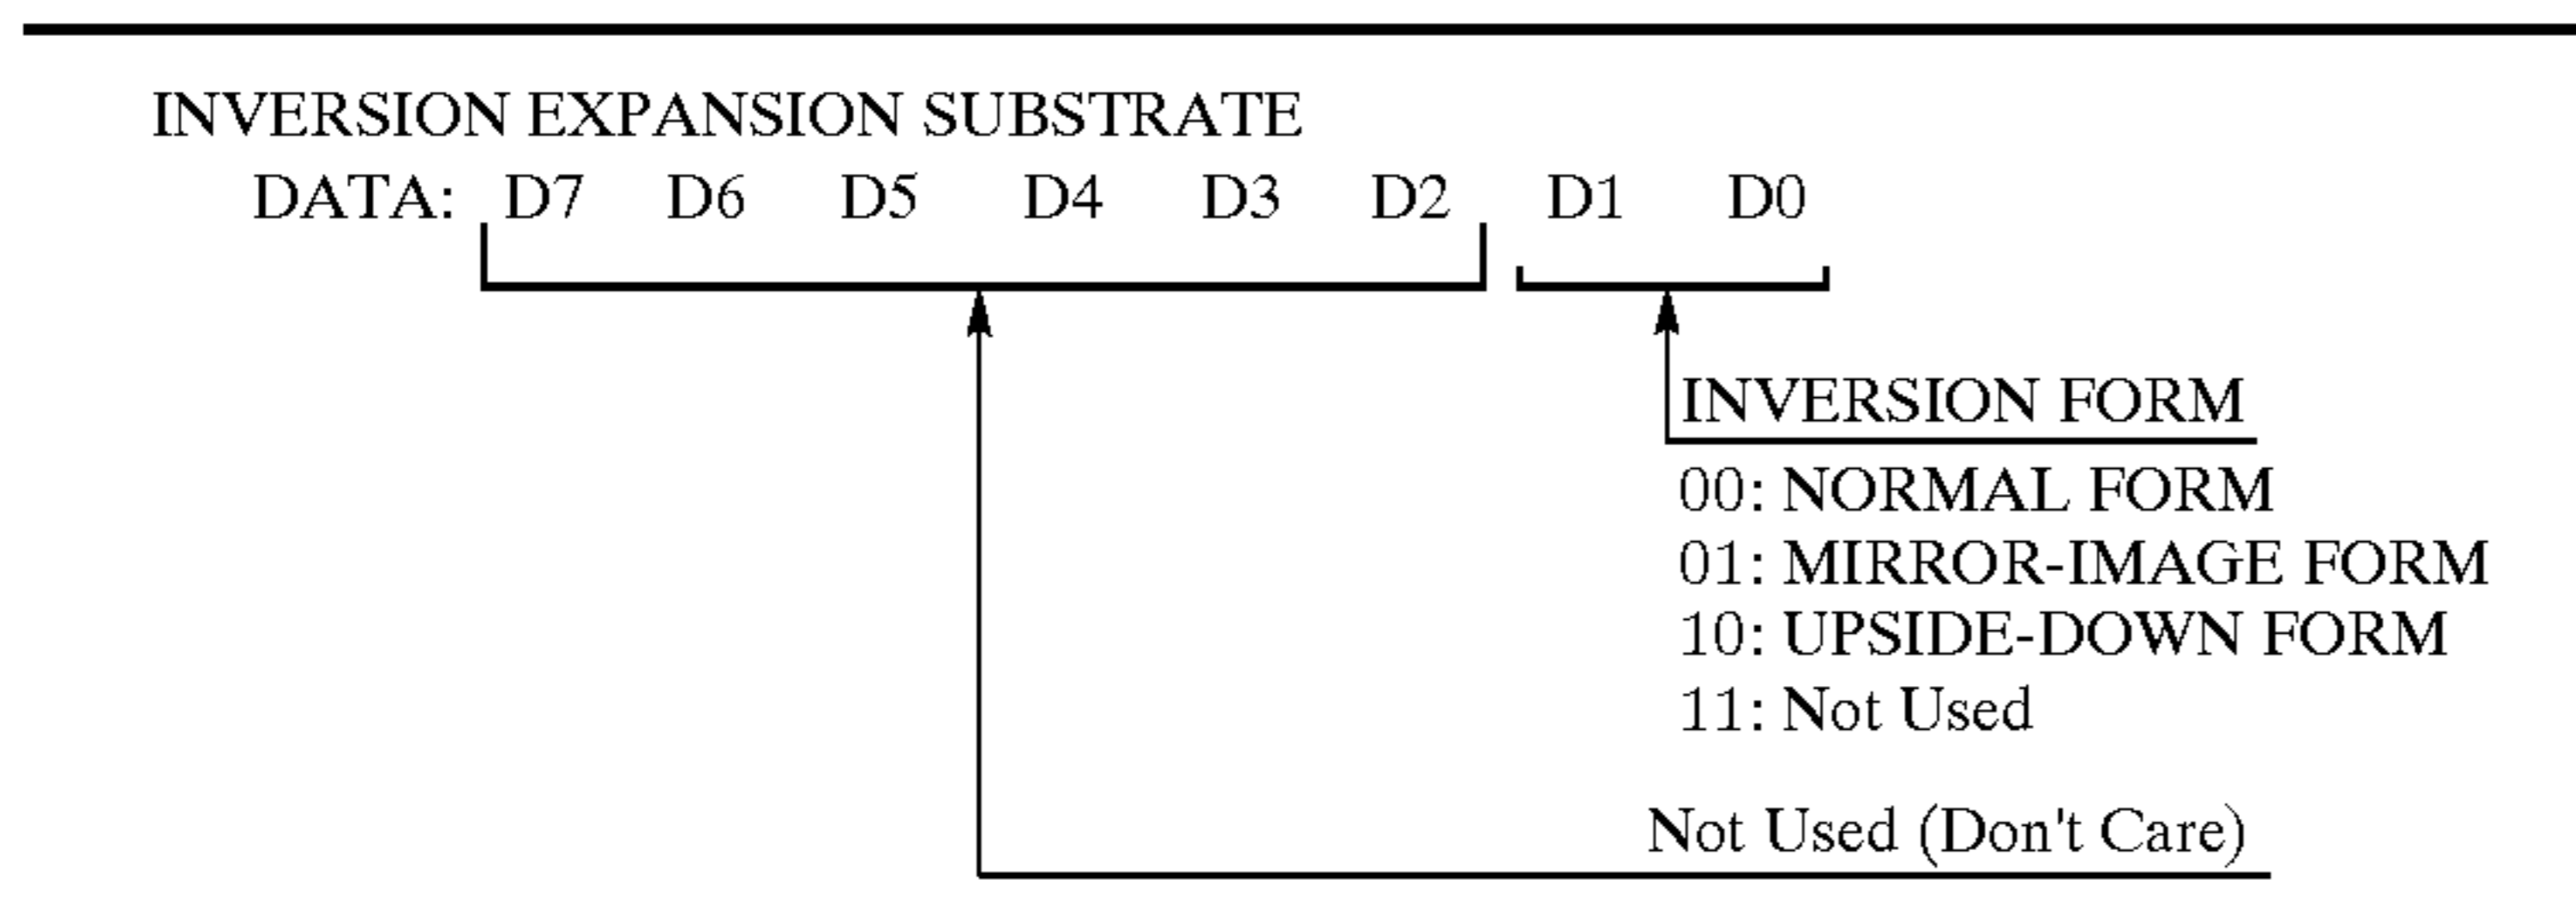 INVERSION EXPANSION SUBSTRATE
DATA: D7 D6 D5 D4 D3 D2 D1 D0
INVERSION FORM
00: NORMAL FORM
01: MIRROR-IMAGE FORM
10: UPSIDE-DOWN FORM
11: Not Used
Not Used (Don't Care)